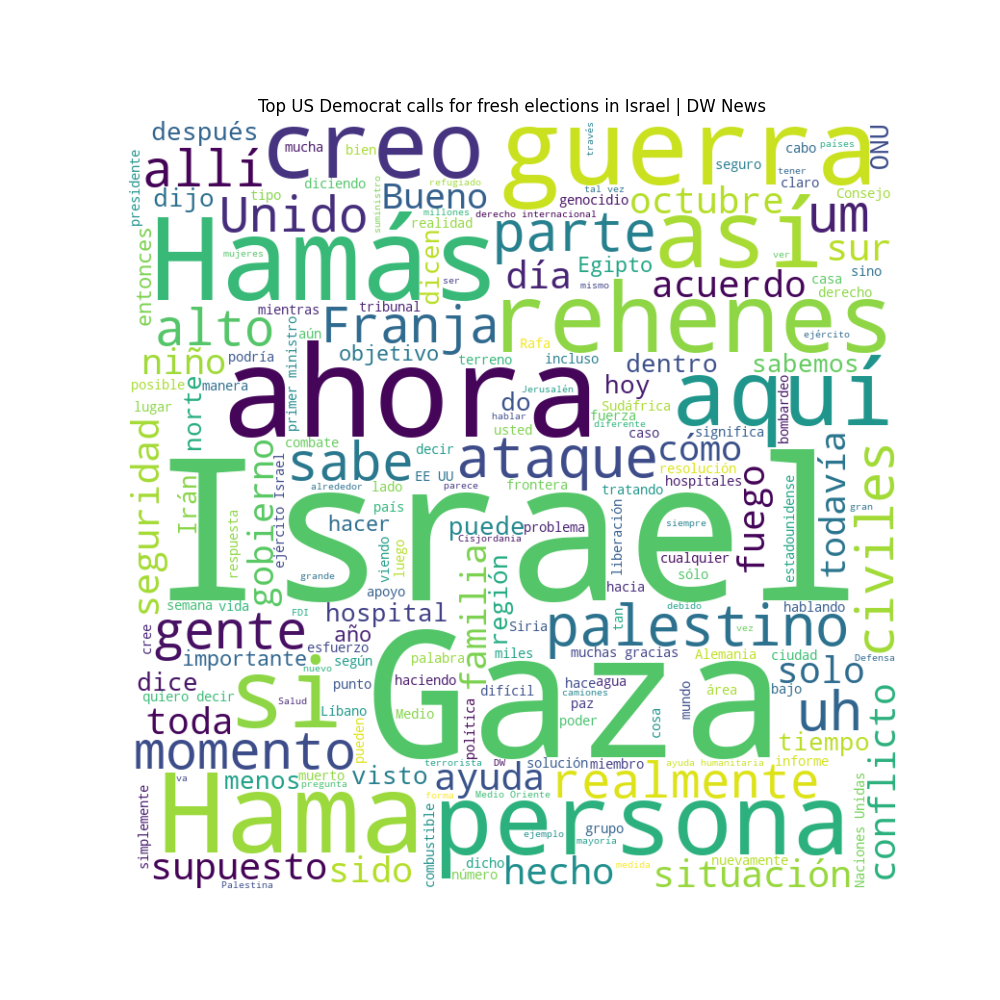 Top US Democrat calls for fresh elections in Israel | DW News
después
creo
guerra
ONU
presidente
mucha
bien
través
cabo
países
allí
diciendo
refugiado
seguro
tener
claro
Consejo
dijo
tipo
Unido
suministro
Bueno
tal vez
genocidio
octubre
um
millones
derecho internacional
realidad
entonces
Hamás
mujeres
dicen
parte
así
sur
ver
Egipto
día
ser
mismo
acuerdo
casa
sino
derecho
rehenes
mientras
tribunal
alto
aún
Franja
ejército
primer ministro
niño
podría
objetivo
Rafa
terreno
incluso
dentro
sabemos
posible
manera
norte
ahora
Jerusalén
hoy
aquí
bombardeo
lugar
do
hablar
Sudáfrica
fuerza
diferente
usted
caso
significa
seguridad
combate
decir
sabe
ataque
cómo
todavía
civiles
Irán
gobierno
ejército Israel
EE UU
lado
resolución
hospitales
alrededor
parece
frontera
tratando
fuego
gran
respuesta
país
hacer
puede
problema
liberación
siempre
estadounidense
Israel
viendo
luego
Cisjordania
cualquier
grande
sólo
apoyo
hacia
semana
vida
FDI
hospital
familia
región
Siria
tan
debido
hablando
palestino
vez
cree
gente
año
esfuerzo
importante
según
nuevo
palabra
miles
muchas gracias
Alemania
ciudad
solo
Defensa
dice
si
punto
haciendo
Gaza
difícil
hace
agua
camiones
mundo
área
bajo
quiero decir
Salud
Líbano
Medio
política
paz
poder
cosa
uh
conflicto
toda
pueden
momento
terrorista
DW
solución
miembro
ayuda humanitaria
informe
tiempo
va
menos
muerto
pregunta
visto
ayuda
realmente
Hama
forma
Medio Oriente
persona
simplemente
combustible
ejemplo
grupo
mayoría
Naciones Unidas
supuesto
sido
dicho
número
hecho
medida
nuevamente
situación
Palestina